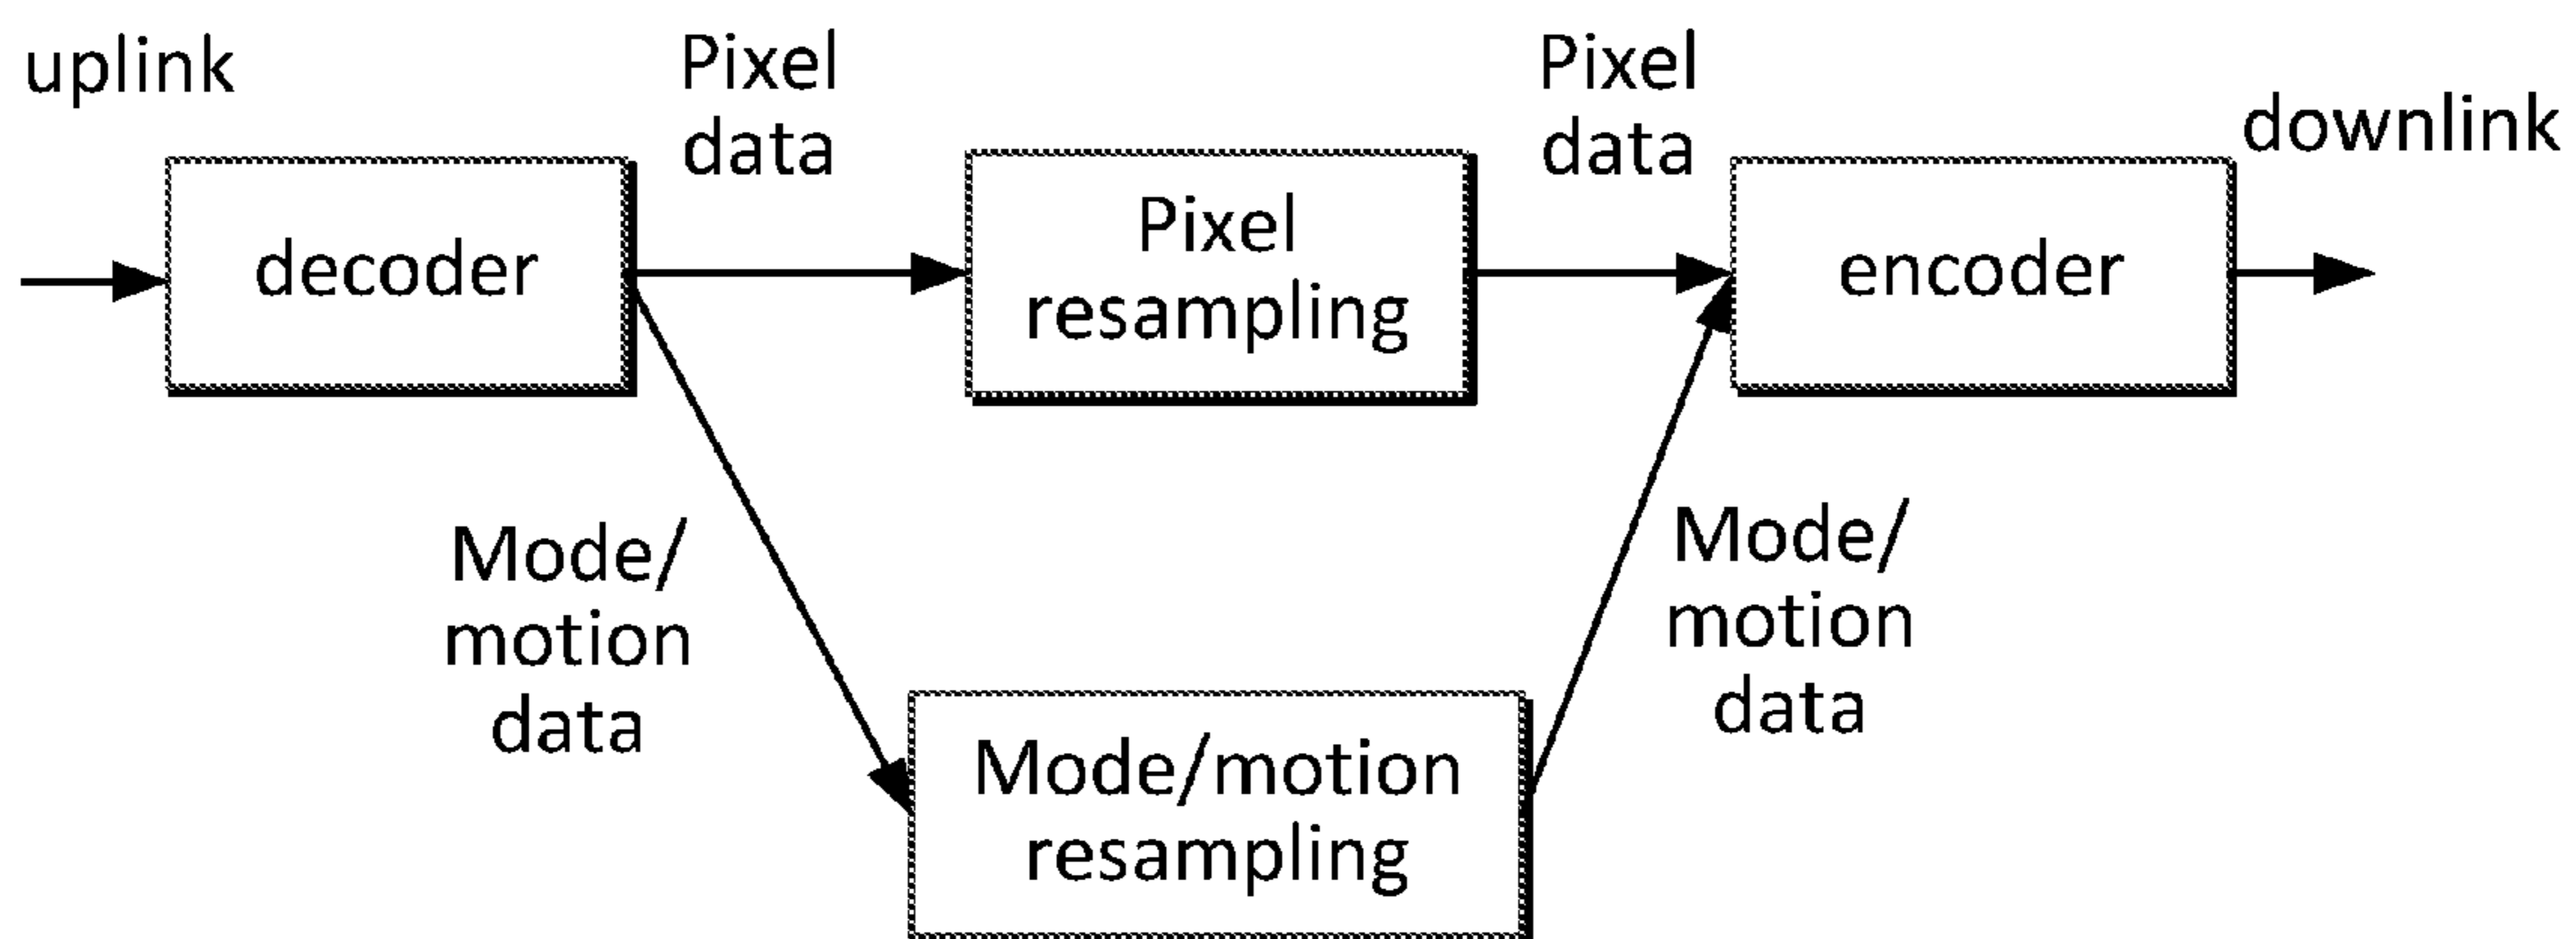 uplink
Pixel
data
Pixel
data
downlink
decoder
Pixel
resampling
encoder
Mode/
motion
data
Mode/
motion
data
Mode/motion
resampling